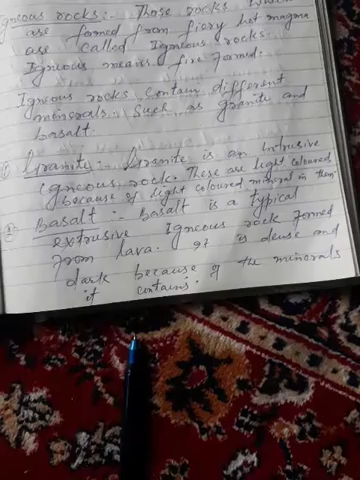 Igneous rocks :- Those rocks which
are formed from fiery hot magma
are called Igneous rocks.
Igneous means fire formed.
Igneous rocks contain different
minerals. Such as granite and
basalt.
① Granite :- Granite is an intrusive
igneous rock. These are light coloured
because of light coloured mineral in them
② Basalt :- Basalt is a typical
extrusive Igneous rock formed
from lava. It is dense and
dark because of the minerals
it contains.